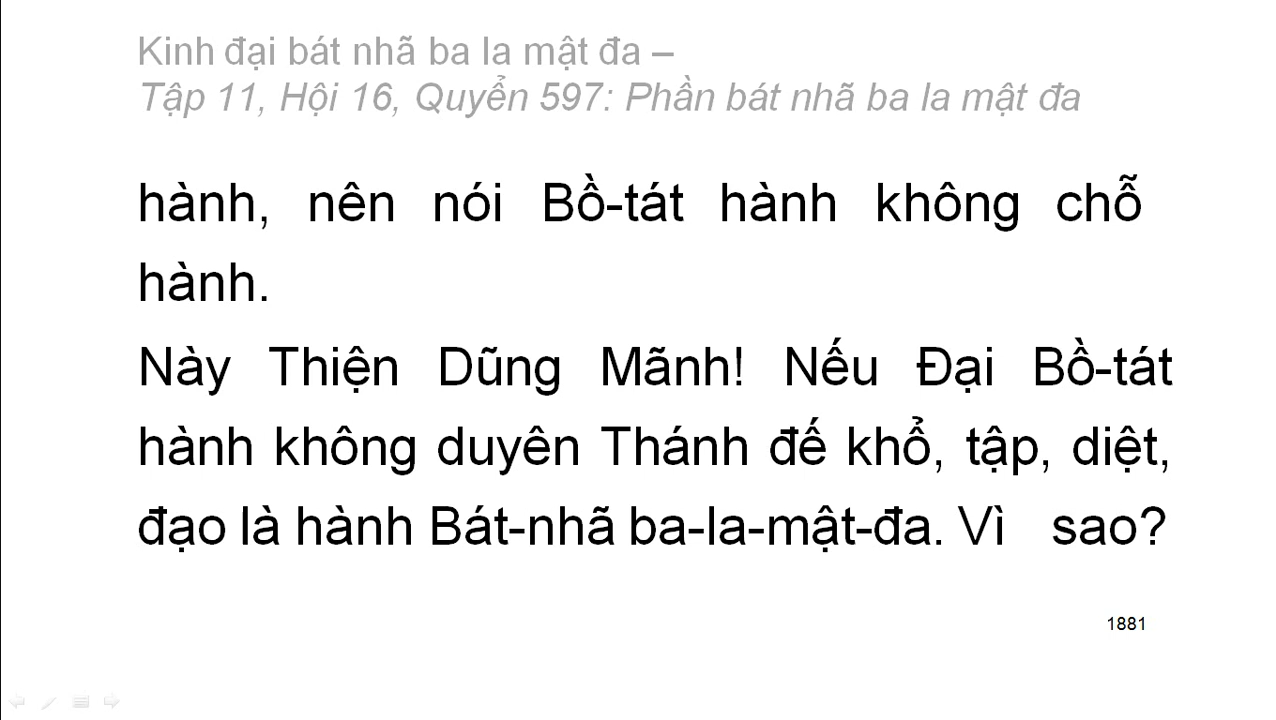 Kinh đại bát nhã ba la mật đa –
Tập 11, Hội 16, Quyển 597: Phần bát nhã ba la mật đa
hành, nên nói Bồ-tát hành không chỗ
hành.
Này Thiện Dũng Mãnh! Nếu Đại Bồ-tát
hành không duyên Thánh đế khổ, tập, diệt,
đạo là hành Bát-nhã ba-la-mật-đa. Vì sao?
1881